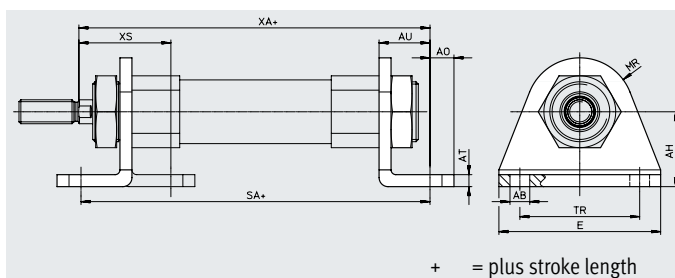 XA+
XS
AU
AO
MR
AH
AT
SA+
AB
TR
E
+ = plus stroke length